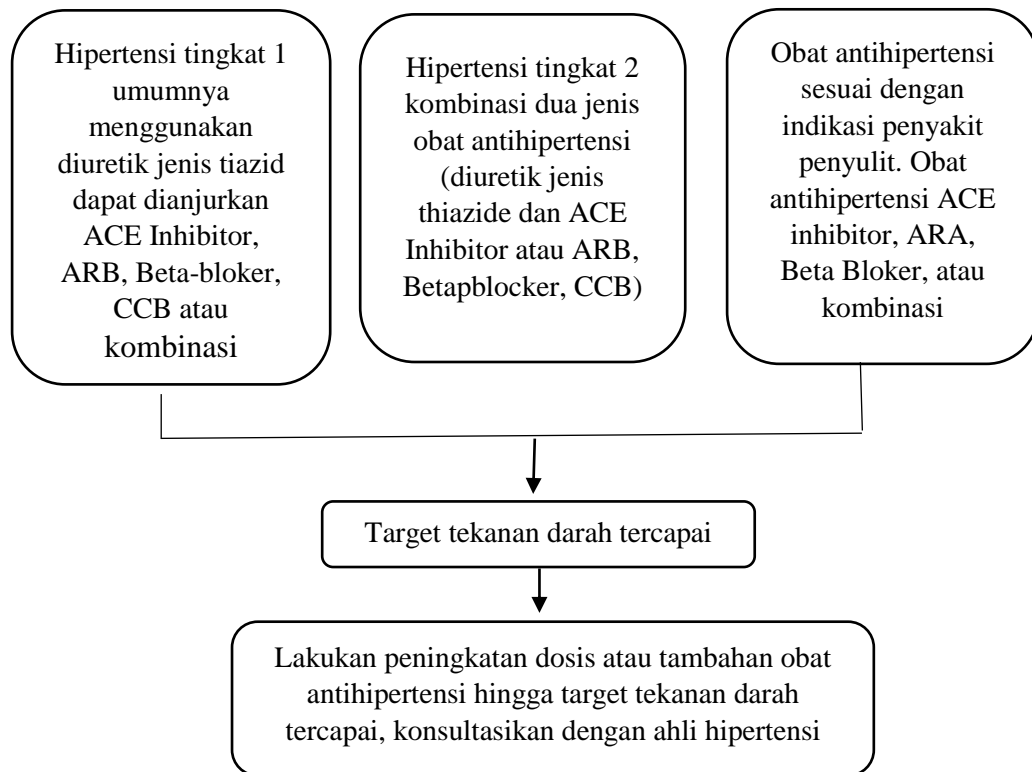 Hipertensi tingkat 1
umumnya
menggunakan
diuretik jenis tiazid
dapat dianjurkan
ACE Inhibitor,
ARB, Beta-bloker,
CCB atau
kombinasi
Hipertensi tingkat 2
kombinasi dua jenis
obat antihipertensi
(diuretik jenis
thiazide dan ACE
Inhibitor atau ARB,
Betapblocker, CCB)
Obat antihipertensi
sesuai dengan
indikasi penyakit
penyulit. Obat
antihipertensi ACE
inhibitor, ARA,
Beta Bloker, atau
kombinasi
Target tekanan darah tercapai
Lakukan peningkatan dosis atau tambahan obat
antihipertensi hingga target tekanan darah
tercapai, konsultasikan dengan ahli hipertensi